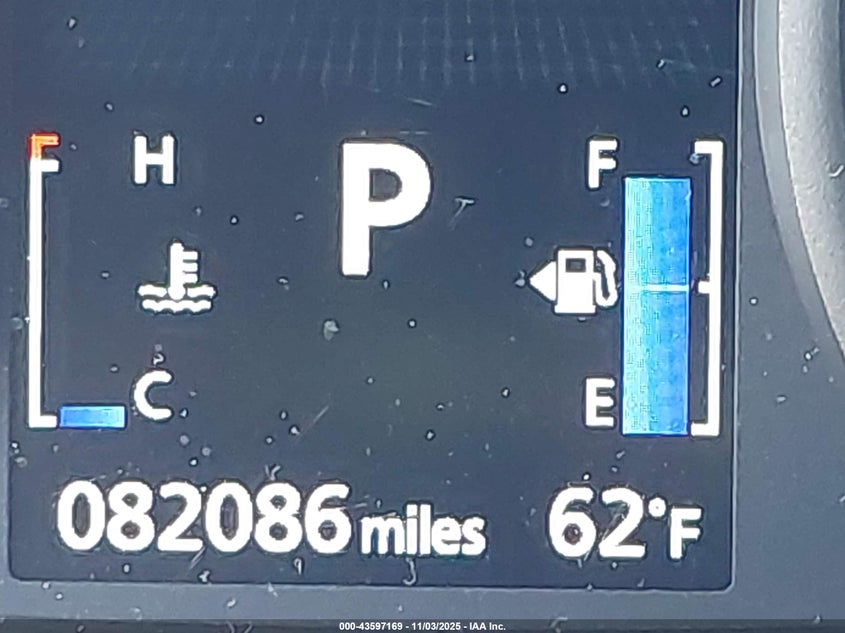 H P F
C E
082086 miles 62°F
000-43597169 - 11/03/2025 - IAA Inc.